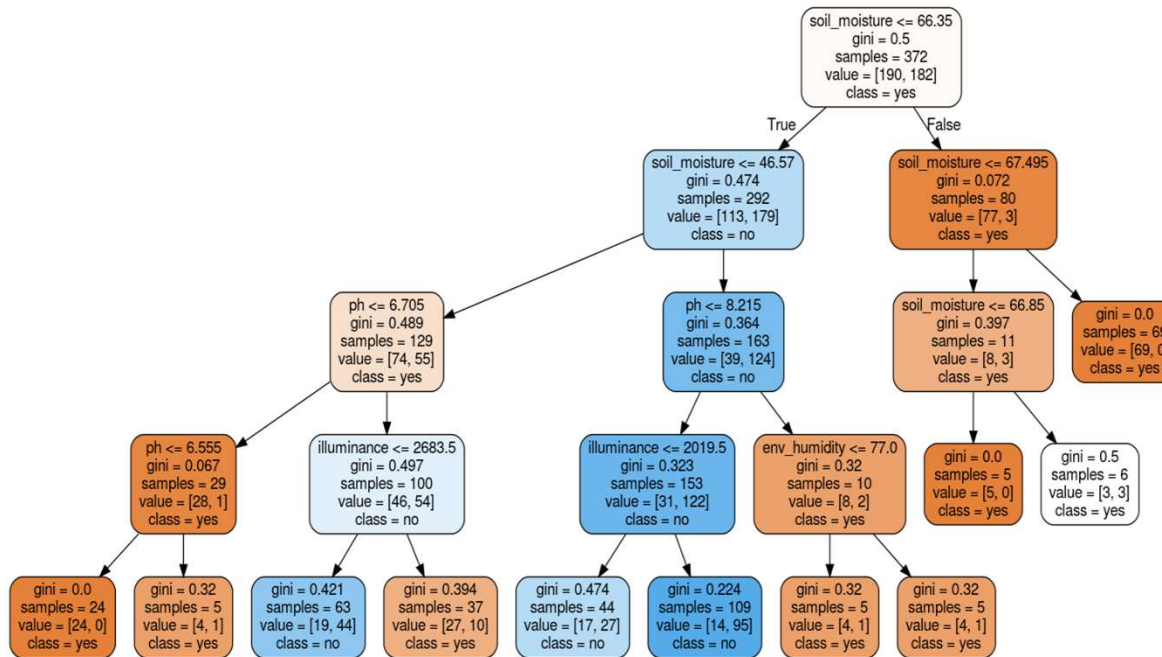 soil_moisture <= 66.35
gini = 0.5
samples = 372
value = [190, 182]
class = yes
True
False
soil_moisture <= 46.57
gini = 0.474
samples = 292
value = [113, 179]
class = no
soil_moisture <= 67.495
gini = 0.072
samples = 80
value = [77, 3]
class = yes
ph <= 6.705
gini = 0.489
samples = 129
value = [74, 55]
class = yes
ph <= 8.215
gini = 0.364
samples = 163
value = [39, 124]
class = no
soil_moisture <= 66.85
gini = 0.397
samples = 11
value = [8, 3]
class = yes
gini = 0.0
samples = 69
value = [69, 0
class = yes
ph <= 6.555
gini = 0.067
samples = 29
value = [28, 1]
class = yes
illuminance <= 2683.5
gini = 0.497
samples = 100
value = [46, 54]
class = no
illuminance <= 2019.5
gini = 0.323
samples = 153
value = [31, 122]
class = no
env_humidity <= 77.0
gini = 0.32
samples = 10
value = [8, 2]
class = yes
gini = 0.0
samples = 5
value = [5, 0]
class = yes
gini = 0.5
samples = 6
value = [3, 3]
class = yes
gini = 0.0
samples = 24
value = [24, 0]
class = yes
gini = 0.32
samples = 5
value = [4, 1]
class = yes
gini = 0.421
samples = 63
value = [19, 44]
class = no
gini = 0.394
samples = 37
value = [27, 10]
class = yes
gini = 0.474
samples = 44
value = [17, 27]
class = no
gini = 0.224
samples = 109
value = [14, 95]
class = no
gini = 0.32
samples = 5
value = [4, 1]
class = yes
gini = 0.32
samples = 5
value = [4, 1]
class = yes